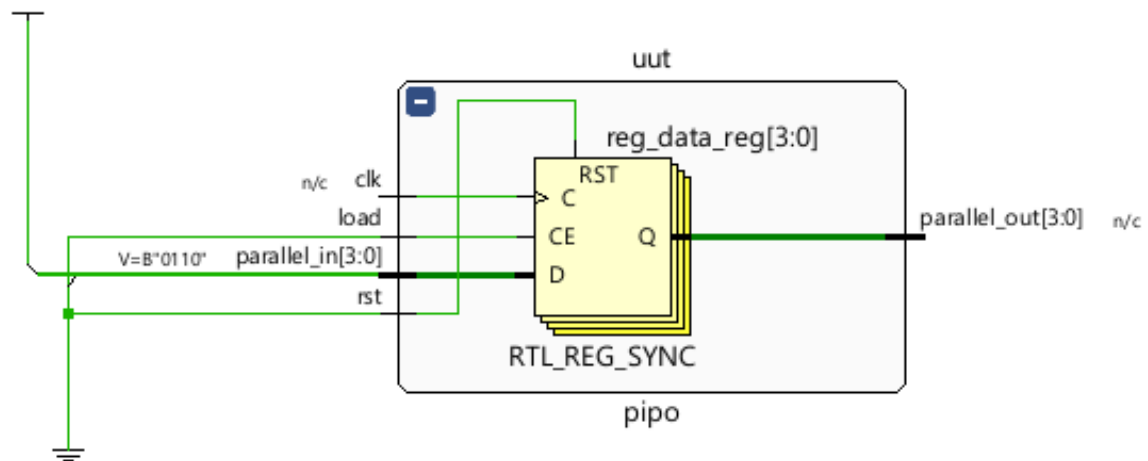 uut
reg_data_reg[3:0]
RST
n/c clk
C
load
parallel_out[3:0] n/c
CE
Q
V=B"0110" parallel_in[3:0]
D
rst
RTL_REG_SYNC
pipo